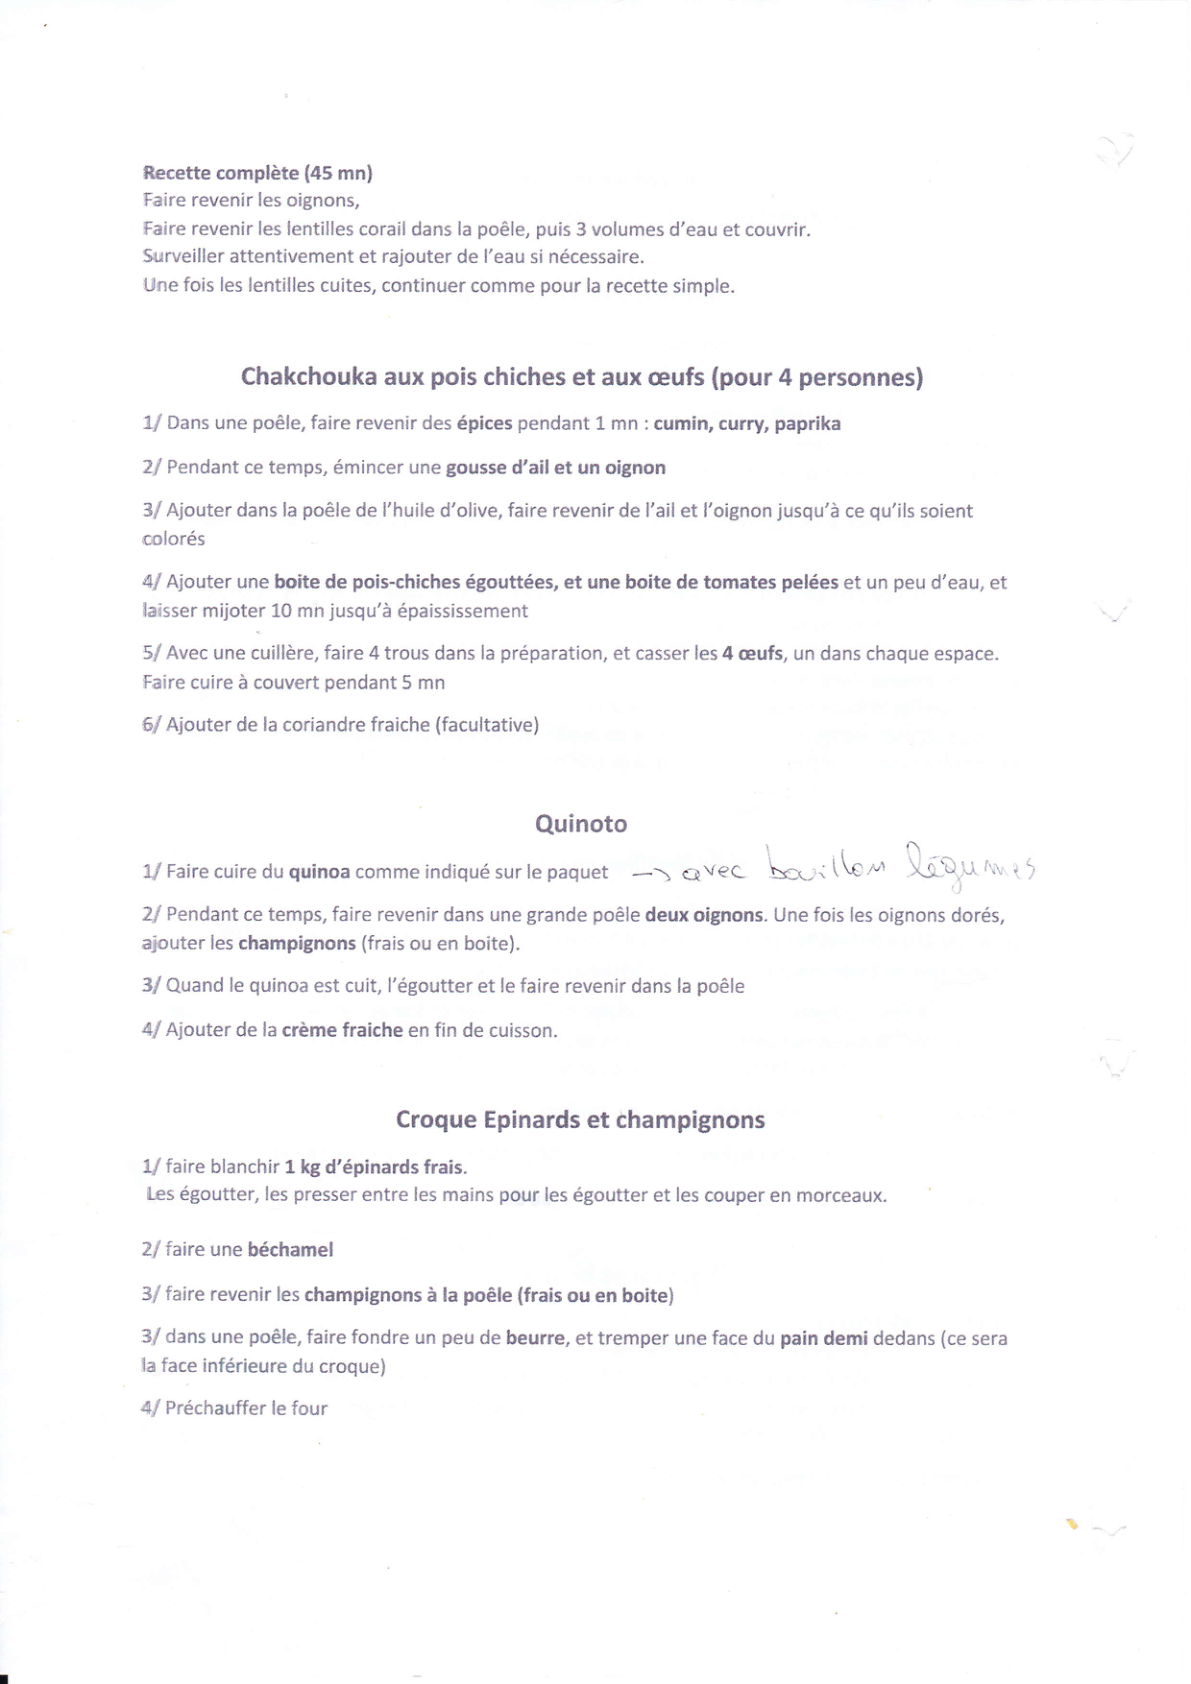 Recette complète (45 mn)
Faire revenir les oignons,
Faire revenir les lentilles corail dans la poêle, puis 3 volumes d'eau et couvrir.
Surveiller attentivement et rajouter de l'eau si nécessaire.
Une fois les lentilles cuites, continuer comme pour la recette simple.
Chakchouka aux pois chiches et aux œufs (pour 4 personnes)
1/ Dans une poêle, faire revenir des épices pendant 1 mn : cumin, curry, paprika
2/ Pendant ce temps, émincer une gousse d'ail et un oignon
3/ Ajouter dans la poêle de l'huile d'olive, faire revenir de l'ail et l'oignon jusqu'à ce qu'ils soient
colorés
4/ Ajouter une boite de pois-chiches égouttées, et une boite de tomates pelées et un peu d'eau, et
laisser mijoter 10 mn jusqu'à épaississement
5/ Avec une cuillère, faire 4 trous dans la préparation, et casser les 4 œufs, un dans chaque espace.
Faire cuire à couvert pendant 5 mn
6/ Ajouter de la coriandre fraiche (facultative)
Quinoto
1/ Faire cuire du quinoa comme indiqué sur le paquet → avec bouillon légumes
2/ Pendant ce temps, faire revenir dans une grande poêle deux oignons. Une fois les oignons dorés,
ajouter les champignons (frais ou en boite).
3/ Quand le quinoa est cuit, l'égoutter et le faire revenir dans la poêle
4/ Ajouter de la crème fraiche en fin de cuisson.
Croque Epinards et champignons
1/ faire blanchir 1 kg d'épinards frais.
Les égoutter, les presser entre les mains pour les égoutter et les couper en morceaux.
2/ faire une béchamel
3/ faire revenir les champignons à la poêle (frais ou en boite)
3/ dans une poêle, faire fondre un peu de beurre, et tremper une face du pain demi dedans (ce sera
la face inférieure du croque)
4/ Préchauffer le four